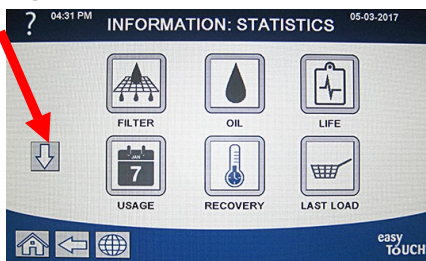 ?
04:31 PM
INFORMATION: STATISTICS
05-03-2017
FILTER
OIL
LIFE
JAN
7
USAGE
RECOVERY
LAST LOAD
easy
TOUCH